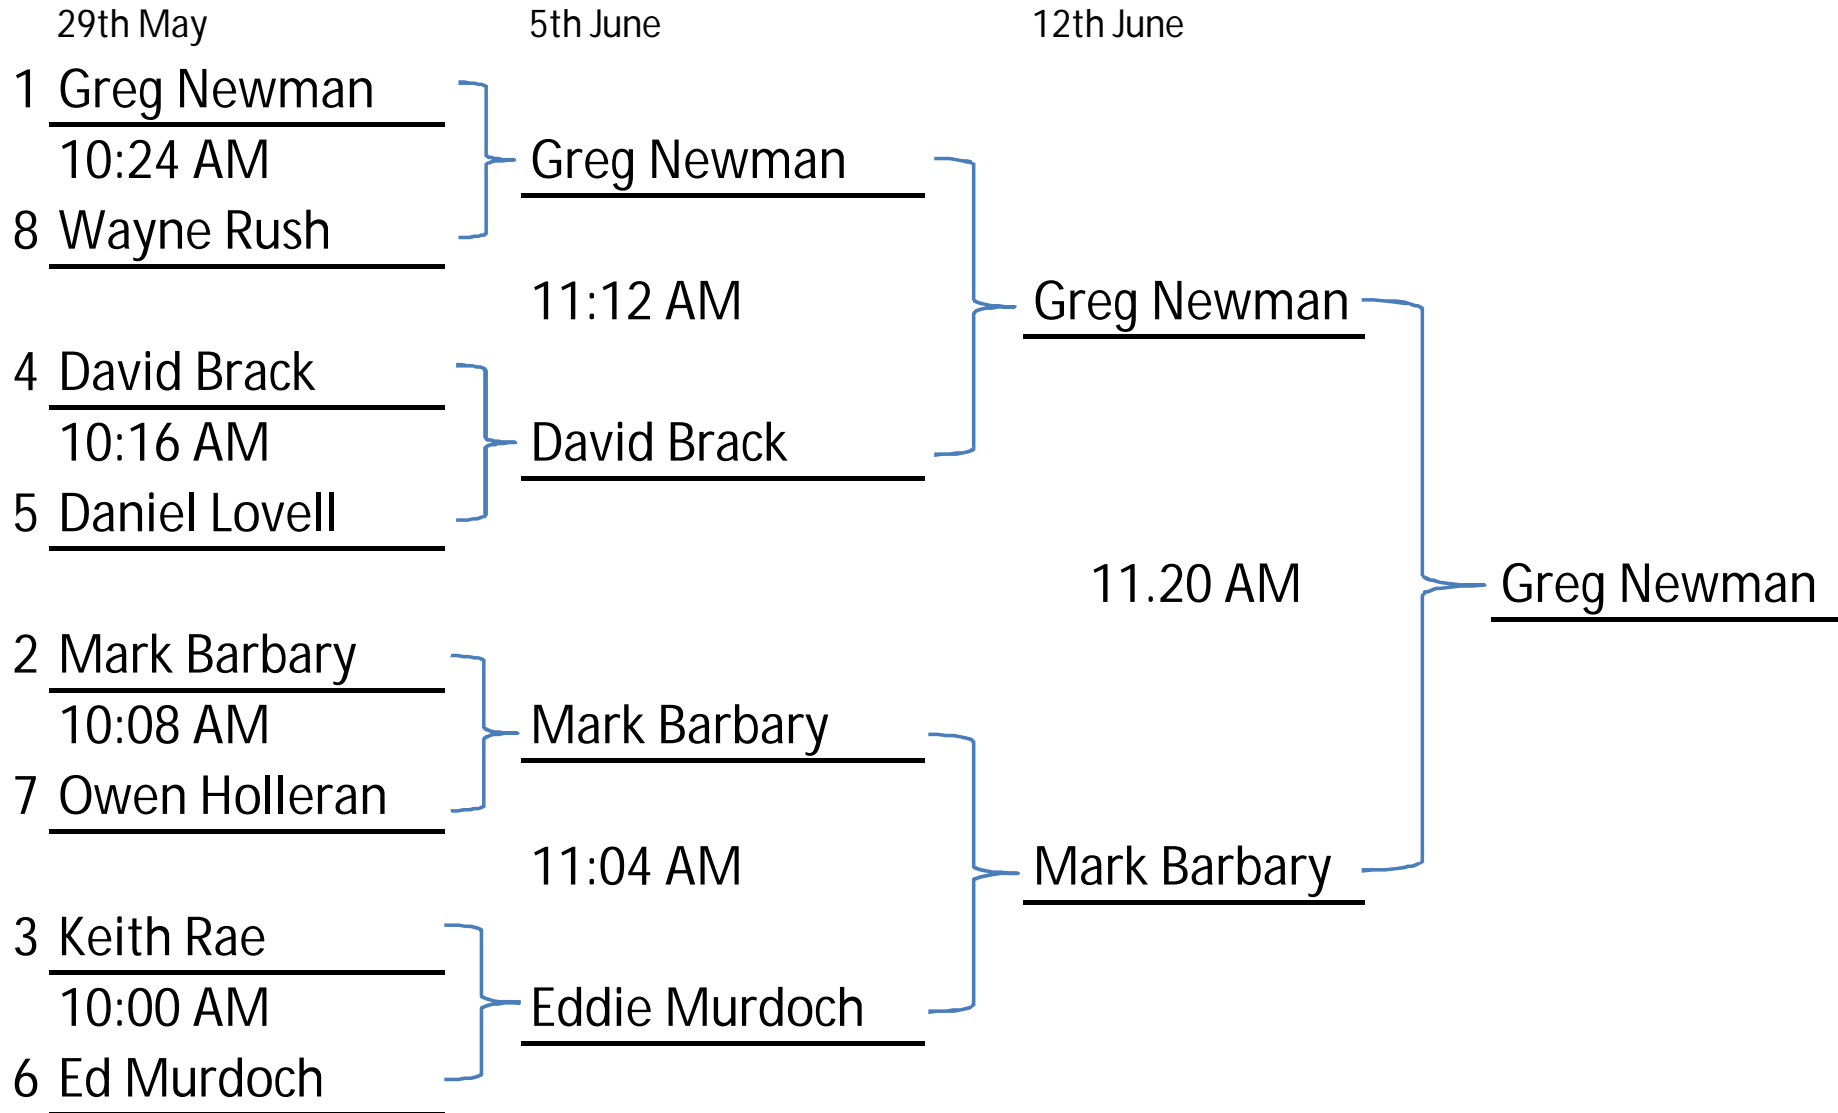 29th May 5th June 12th June
1 Greg Newman
10:24 AM Greg Newman
8 Wayne Rush
11:12 AM Greg Newman
4 David Brack
10:16 AM David Brack
5 Daniel Lovell
11.20 AM Greg Newman
2 Mark Barbary
10:08 AM Mark Barbary
7 Owen Holleran
11:04 AM Mark Barbary
3 Keith Rae
10:00 AM Eddie Murdoch
6 Ed Murdoch